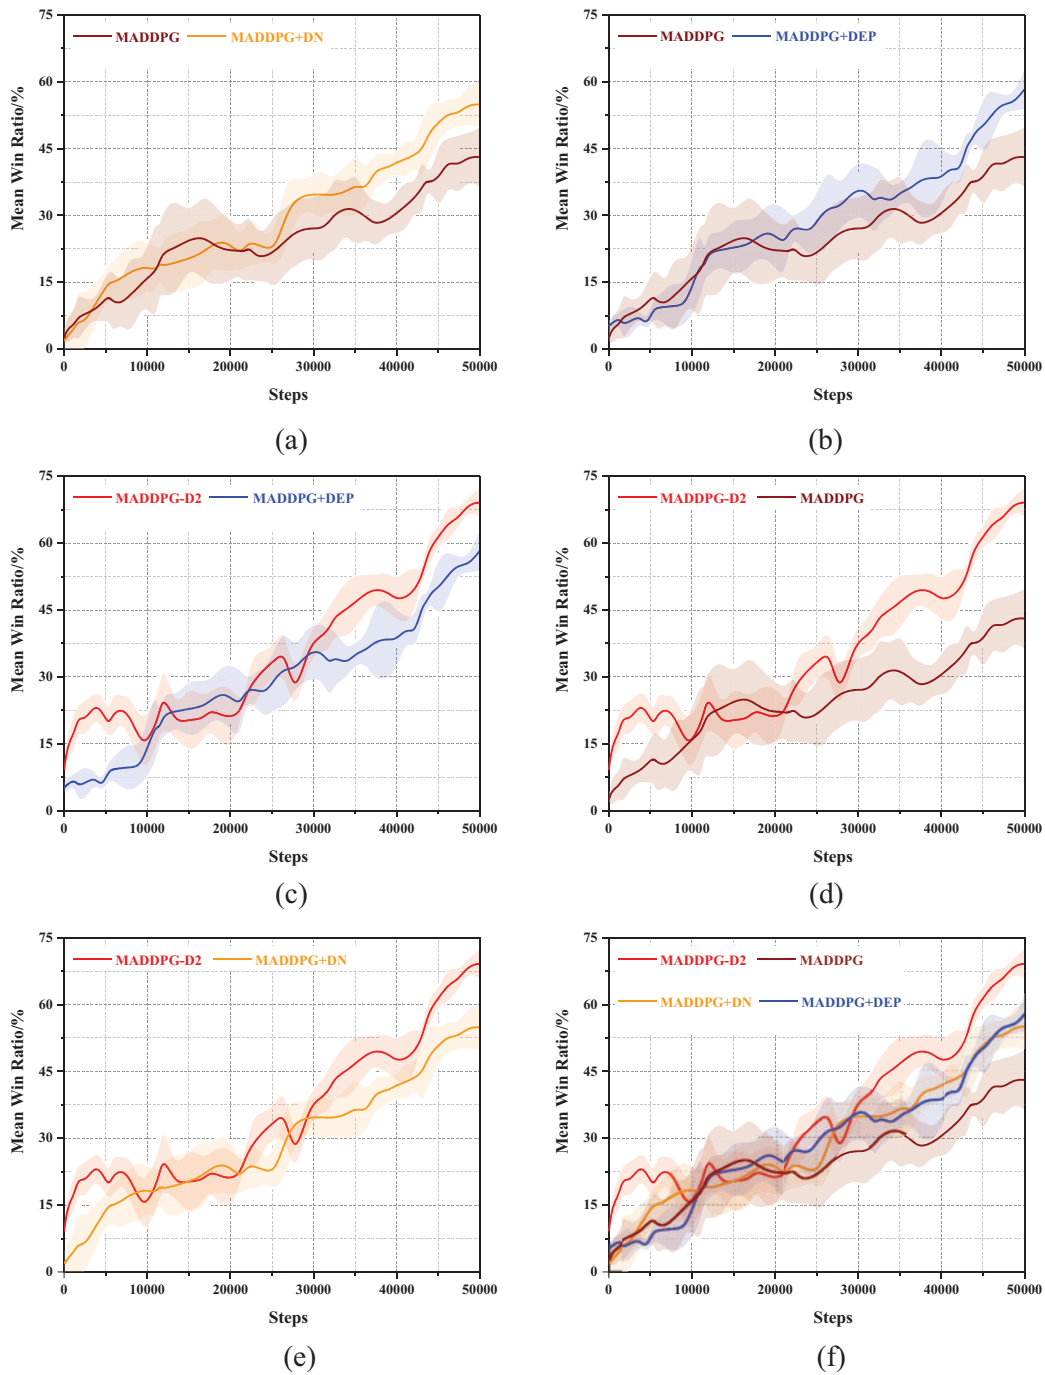 MADDPG MADDPG+DN
75
60
45
30
15
0
Mean Win Ratio/%
0 10000 20000 30000 40000 50000
Steps
(a)
MADDPG MADDPG+DEP
75
60
45
30
15
0
Mean Win Ratio/%
0 10000 20000 30000 40000 50000
Steps
(b)
MADDPG-D2 MADDPG+DEP
75
60
45
30
15
0
Mean Win Ratio/%
0 10000 20000 30000 40000 50000
Steps
(c)
MADDPG-D2 MADDPG
75
60
45
30
15
0
Mean Win Ratio/%
0 10000 20000 30000 40000 50000
Steps
(d)
MADDPG-D2 MADDPG+DN
75
60
45
30
15
0
Mean Win Ratio/%
0 10000 20000 30000 40000 50000
Steps
(e)
MADDPG-D2 MADDPG
MADDPG+DN MADDPG+DEP
75
60
45
30
15
0
Mean Win Ratio/%
0 10000 20000 30000 40000 50000
Steps
(f)